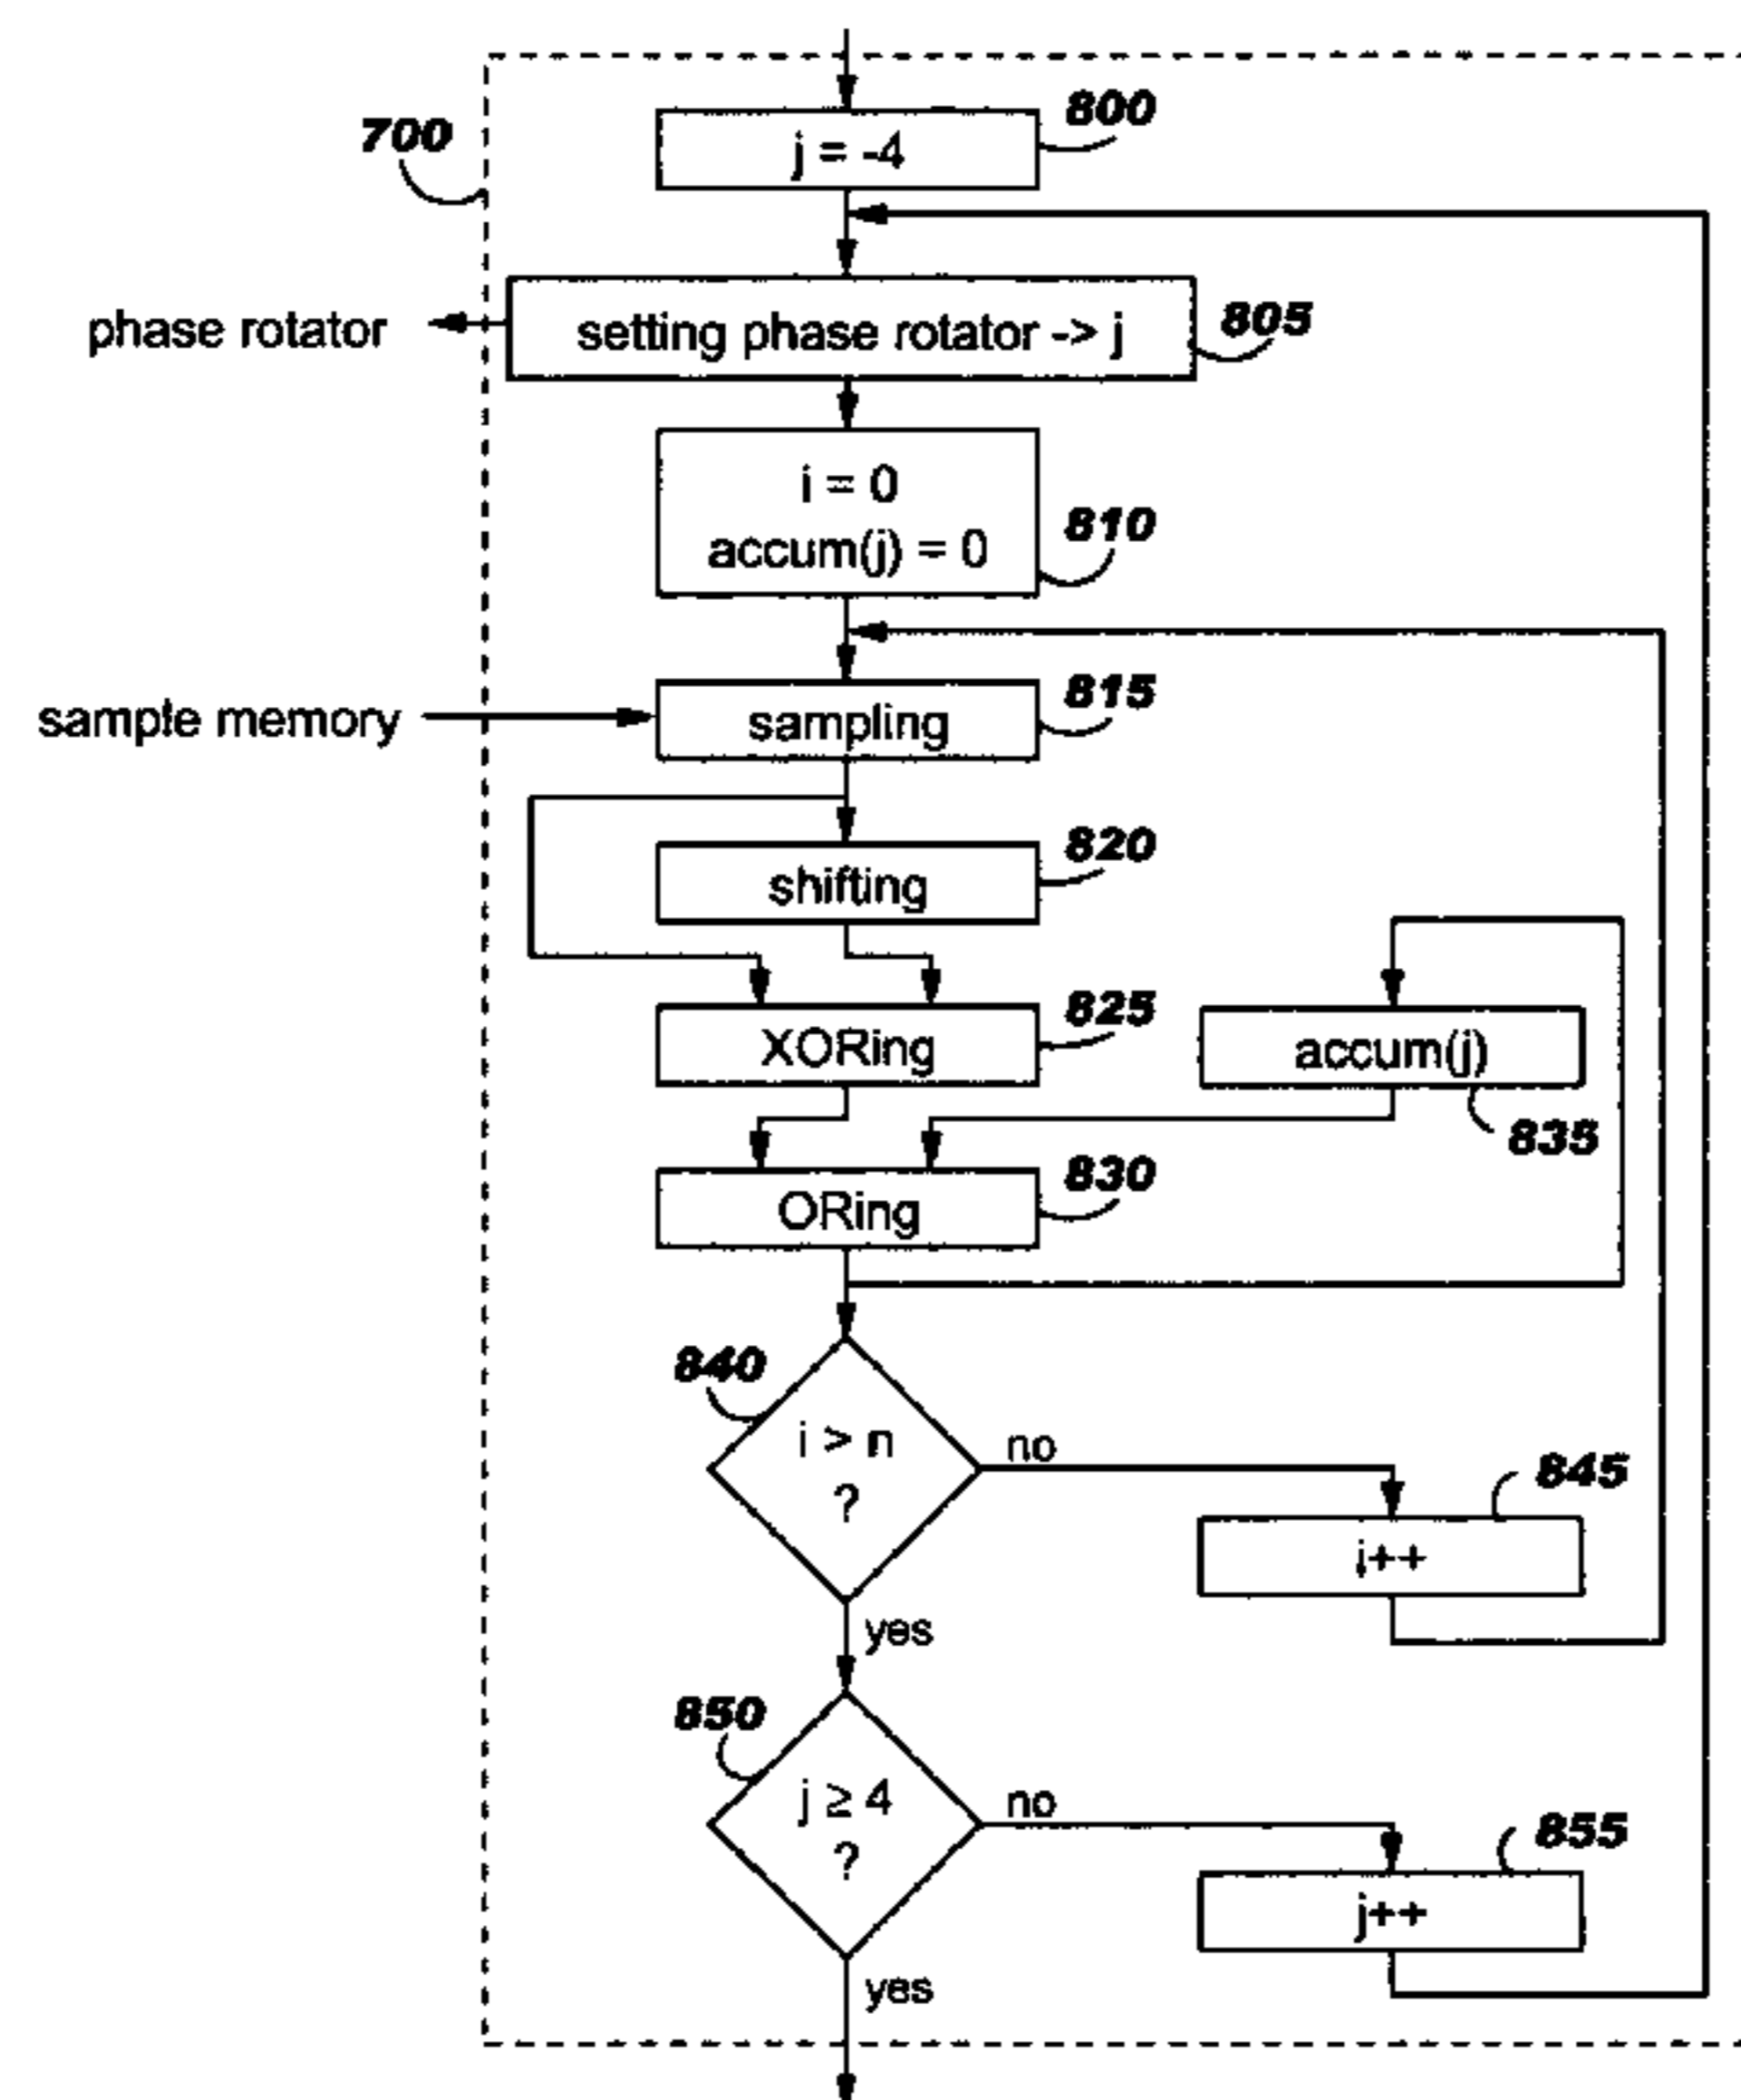 800
700
j = -4
phase rotator
setting phase rotator -> j
805
i = 0
accum(j) = 0
810
sample memory
sampling
815
shifting
820
XORing
825
accum(j)
835
ORing
830
840
i > n
?
no
845
i++
yes
850
j ≥ 4
?
no
855
j++
yes